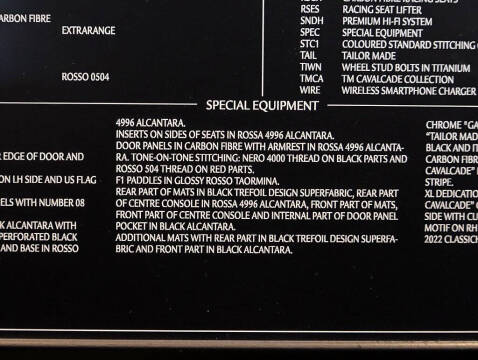 CARBON FIBRE
EXTRARANGE
ROSSO 0504
RSES RACING SEAT LIFTER
SNDH PREMIUM HI-FI SYSTEM
SPEC SPECIAL EQUIPMENT
STC1 COLOURED STANDARD STITCHING
TAIL TAILOR MADE
TIWN WHEEL STUD BOLTS IN TITANIUM
TMCA TM CAVALCADE COLLECTION
WIRE WIRELESS SMARTPHONE CHARGER
SPECIAL EQUIPMENT
R EDGE OF DOOR AND
ON LH SIDE AND US FLAG
ELS WITH NUMBER 08
K ALCANTARA WITH
PERFORATED BLACK
AND BASE IN ROSSO
4996 ALCANTARA.
INSERTS ON SIDES OF SEATS IN ROSSA 4996 ALCANTARA.
DOOR PANELS IN CARBON FIBRE WITH ARMREST IN ROSSA 4996 ALCANTA-
RA. TONE-ON-TONE STITCHING: NERO 4000 THREAD ON BLACK PARTS AND
ROSSO 504 THREAD ON RED PARTS.
F1 PADDLES IN GLOSSY ROSSO TAORMINA.
REAR PART OF MATS IN BLACK TREFOIL DESIGN SUPERFABRIC, REAR PART
OF CENTRE CONSOLE IN ROSSA 4996 ALCANTARA, FRONT PART OF MATS,
FRONT PART OF CENTRE CONSOLE AND INTERNAL PART OF DOOR PANEL
POCKET IN BLACK ALCANTARA.
ADDITIONAL MATS WITH REAR PART IN BLACK TREFOIL DESIGN SUPERFA-
BRIC AND FRONT PART IN BLACK ALCANTARA.
CHROME "GA
"TAILOR MAD
BLACK AND IT
CARBON FIBR
CAVALCADE"
STRIPE.
XL DEDICATIO
CAVALCADE"
SIDE WITH CU
MOTIF ON RH
2022 CLASSICH